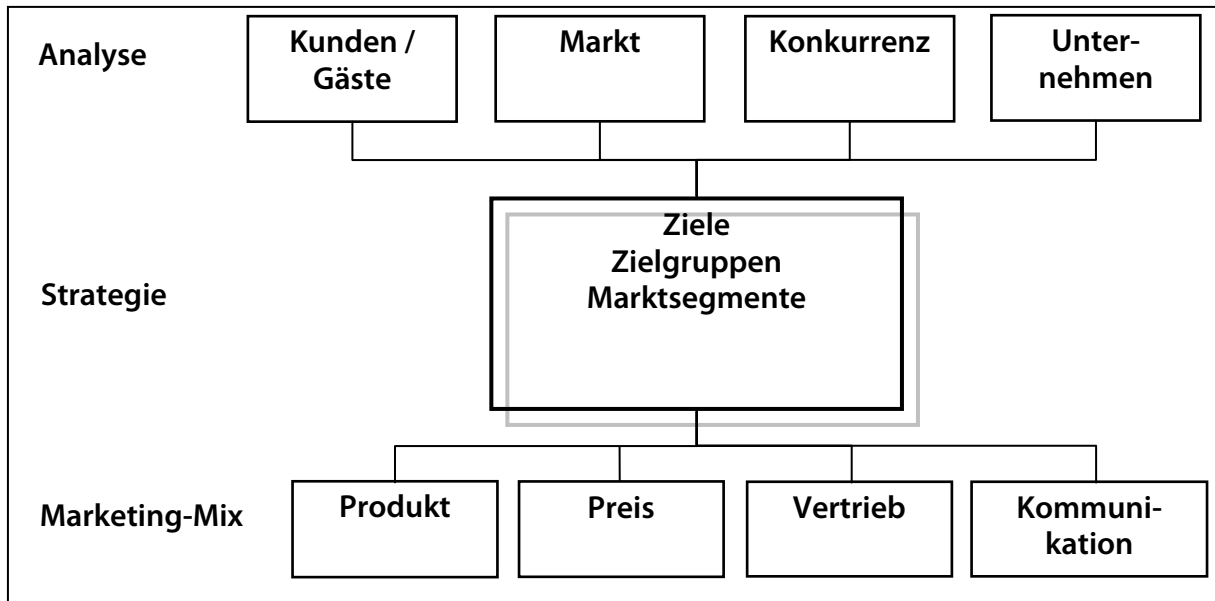 Analyse
Kunden /
Gäste
Markt
Konkurrenz
Unter-
nehmen
Strategie
Ziele
Zielgruppen
Marktsegmente
Marketing-Mix
Produkt
Preis
Vertrieb
Kommuni-
kation